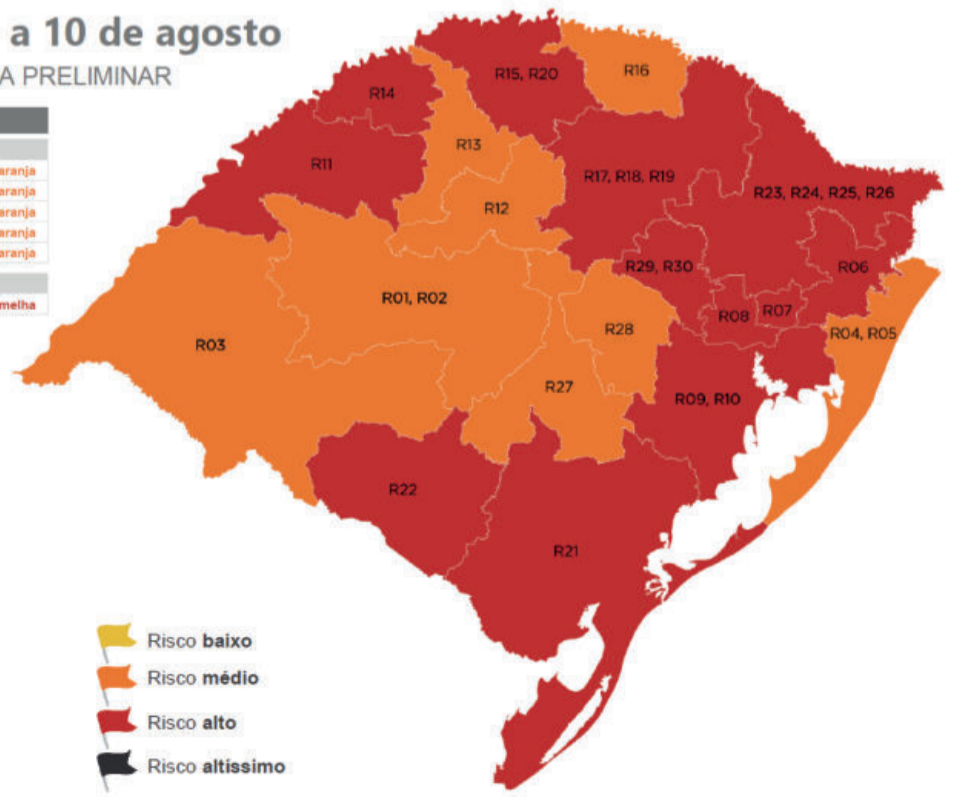 a 10 de agosto
A PRELIMINAR
aranja
aranja
aranja
aranja
aranja
melha
R15, R20
R16
R14
R13
R11
R17, R18, R19
R23, R24, R25, R26
R12
R29, R30
R06
R01, R02
R08
R07
R28
R04, R05
R03
R27
R09, R10
R22
R21
Risco baixo
Risco médio
Risco alto
Risco altíssimo